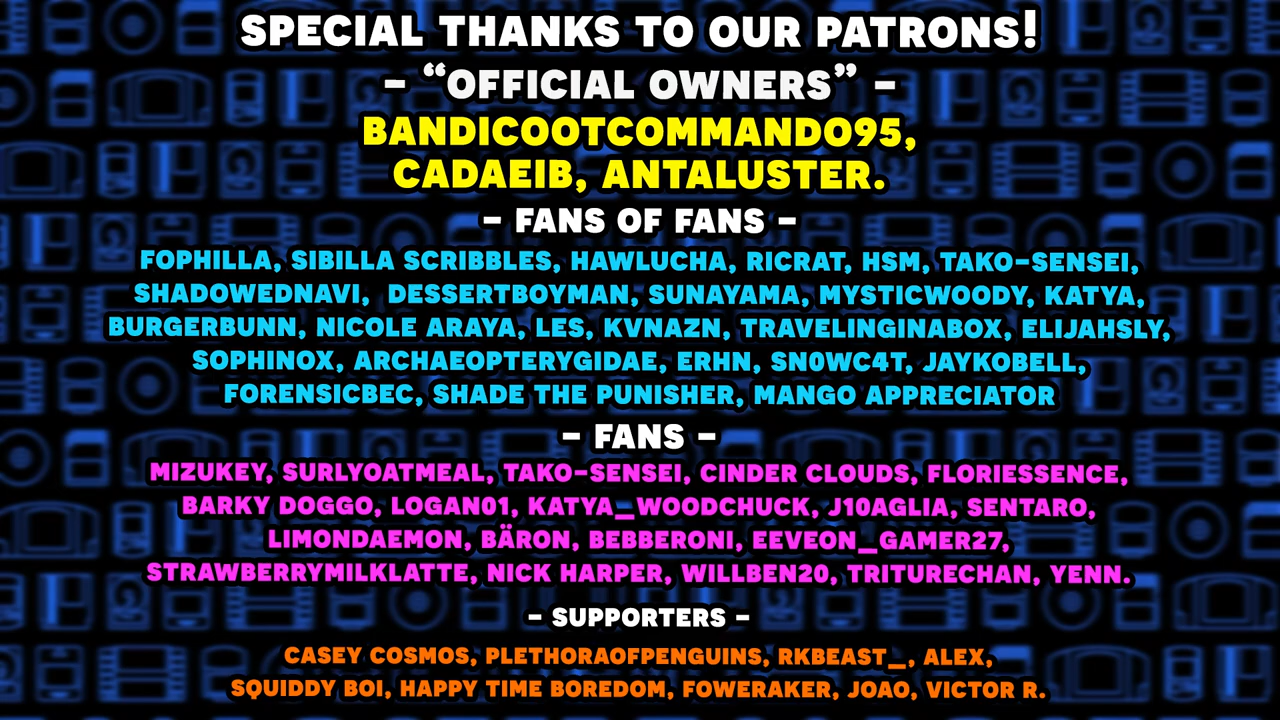 SPECIAL THANKS TO OUR PATRONS!
- “OFFICIAL OWNERS” -
BANDICOOTCOMMANDO95,
CADAEIB, ANTALUSTER.
- FANS OF FANS -
FOPHILLA, SIBILLA SCRIBBLES, HAWLUCHA, RICRAT, HSM, TAKO-SENSEI,
SHADOWEDNAVI, DESSERTBOYMAN, SUNAYAMA, MYSTICWOODY, KATYA,
BURGERBUNN, NICOLE ARAYA, LES, KVNAZN, TRAVELINGINABOX, ELIJAHSLY,
SOPHINOX, ARCHAEOPTERYGIDAE, ERHN, SN0WC4T, JAYKOBELL,
FORENSICBEC, SHADE THE PUNISHER, MANGO APPRECIATOR
- FANS -
MIZUKEY, SURLYOATMEAL, TAKO-SENSEI, CINDER CLOUDS, FLORIESSENCE,
BARKY DOGGO, LOGAN01, KATYA_WOODCHUCK, J10AGLIA, SENTARO,
LIMONDAEMON, BÄRON, BEBBERONI, EEVEON_GAMER27,
STRAWBERRYMILKLATTE, NICK HARPER, WILLBEN20, TRITURECHAN, YENN.
- SUPPORTERS -
CASEY COSMOS, PLETHORAOFPENGUINS, RKBEAST_, ALEX,
SQUIDDY BOI, HAPPY TIME BOREDOM, FOWERAKER, JOAO, VICTOR R.